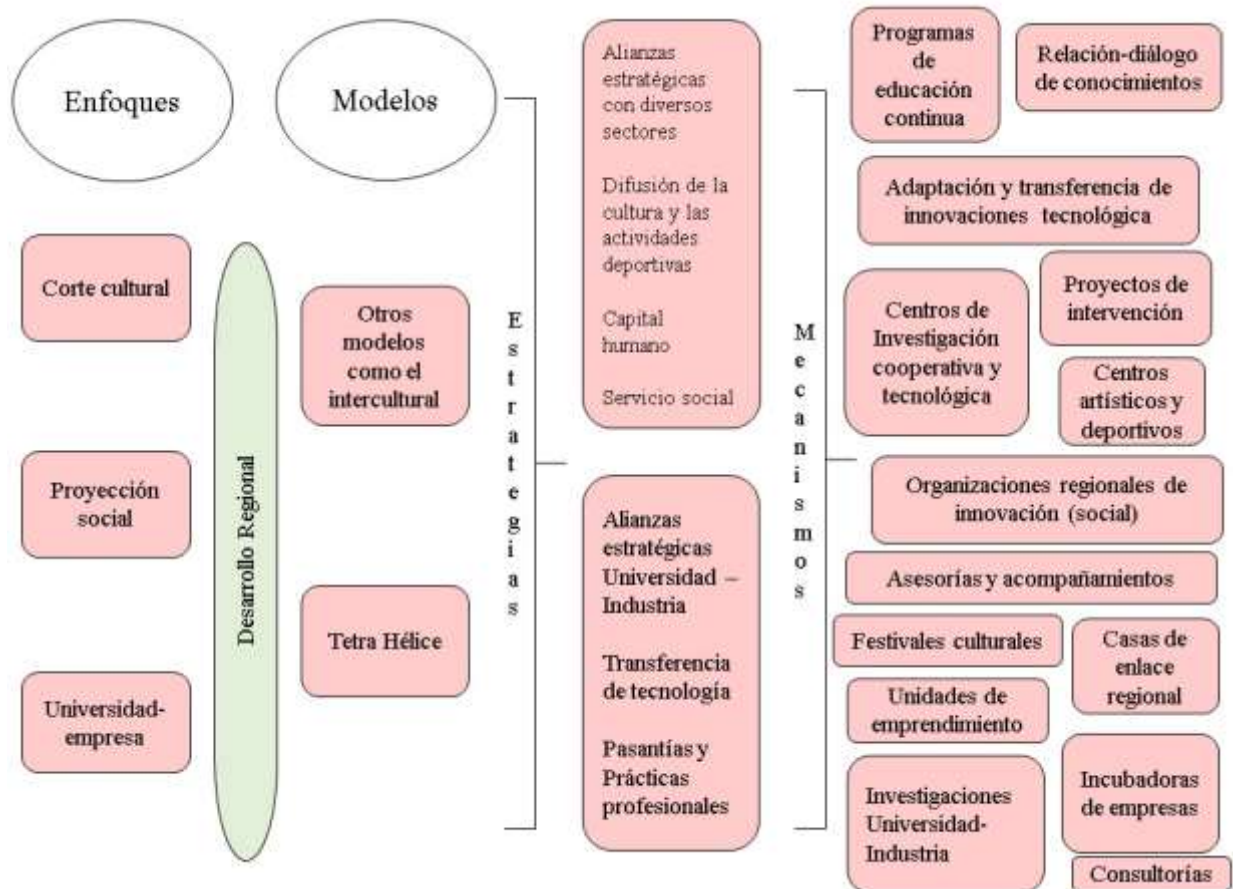 Enfoques
Modelos
Corte cultural
Proyección
social
Universidad-
empresa
Desarrollo Regional
Otros
modelos
como el
intercultural
Tetra Hélice
Estrategias
Alianzas
estratégicas
con diversos
sectores
Difusión de la
cultura y las
actividades
deportivas
Capital
humano
Servicio social
Alianzas
estratégicas
Universidad –
Industria
Transferencia
de tecnología
Pasantías y
Prácticas
profesionales
Mecanismos
Programas
de
educación
continua
Relación-diálogo
de conocimientos
Adaptación y transferencia de
innovaciones tecnológica
Centros de
Investigación
cooperativa y
tecnológica
Proyectos de
intervención
Centros
artísticos y
deportivos
Organizaciones regionales de
innovación (social)
Asesorías y acompañamientos
Festivales culturales
Casas de
enlace
regional
Unidades de
emprendimiento
Investigaciones
Universidad-
Industria
Incubadoras
de empresas
Consultorías